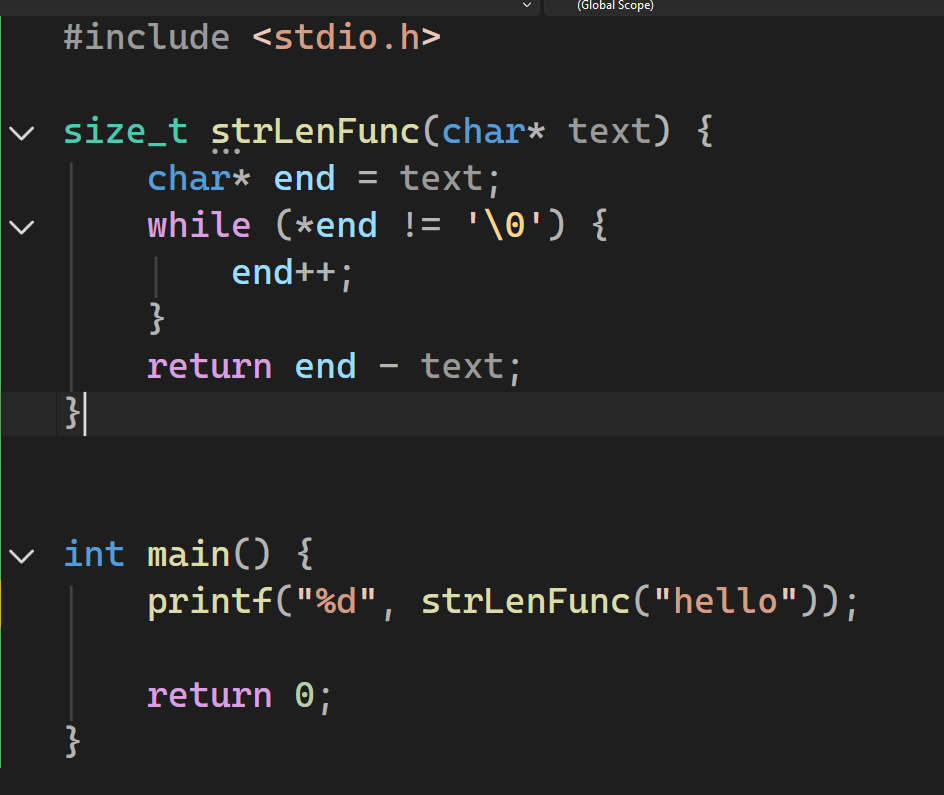 (Global Scope)
#include <stdio.h>
size_t strLenFunc(char* text) {
    char* end = text;
    while (*end != '\0') {
        end++;
    }
    return end - text;
}
int main() {
    printf("%d", strLenFunc("hello"));
    return 0;
}